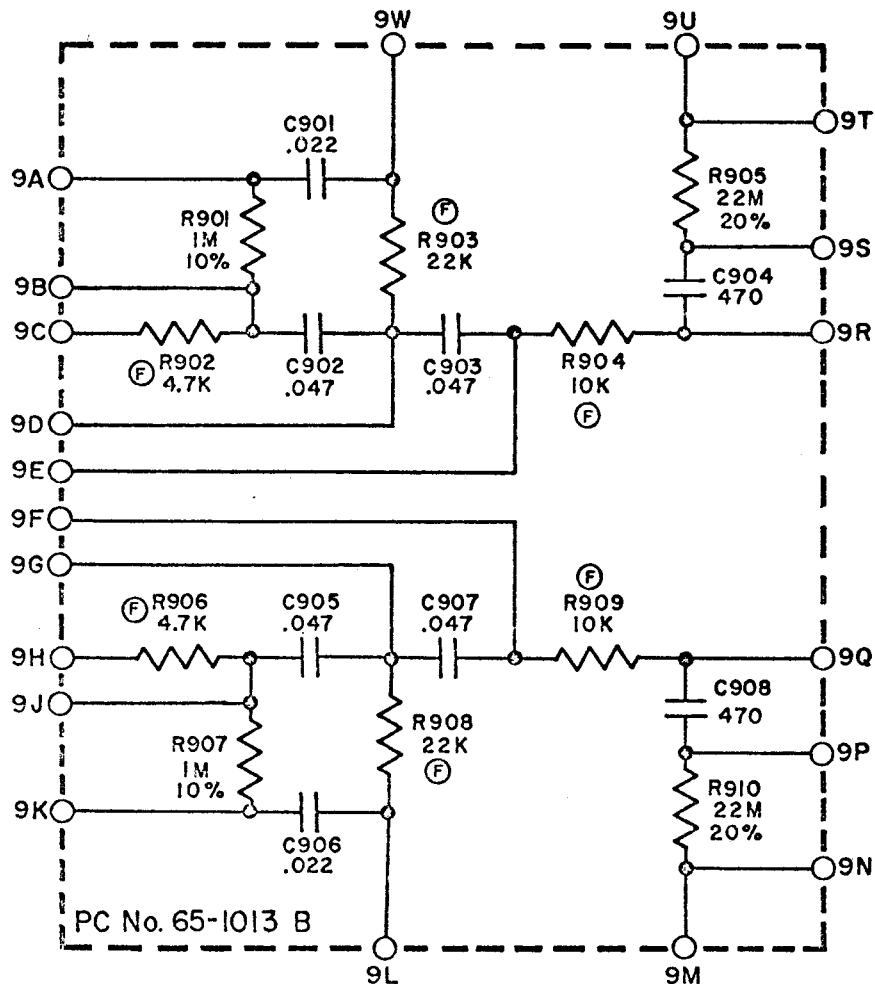 9W
9U
9T
C901
.022
9A
R905
22M
20%
F
R901
1M
10%
R903
22K
9S
C904
470
9B
9C
9R
F R902
4.7K
C902
.047
C903
.047
R904
10K
F
9D
9E
9F
9G
F
R909
10K
F R906
4.7K
C905
.047
C907
.047
9H
9Q
C908
470
9J
R908
22K
F
R907
1M
10%
9P
R910
22M
20%
9K
C906
.022
9N
PC No. 65-1013 B
9L
9M